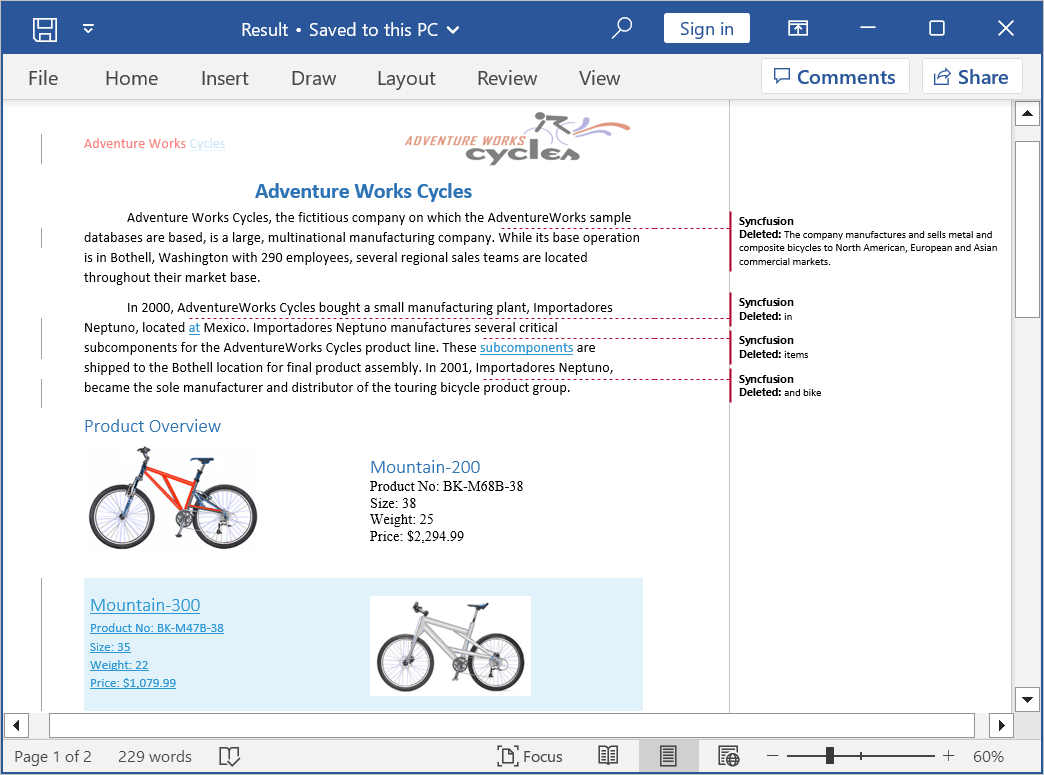 Result • Saved to this PC
Sign in
File Home Insert Draw Layout Review View Comments Share
Adventure Works Cycles
ADVENTURE WORKS
cycles
Adventure Works Cycles
Adventure Works Cycles, the fictitious company on which the AdventureWorks sample
databases are based, is a large, multinational manufacturing company. While its base operation
is in Bothell, Washington with 290 employees, several regional sales teams are located
throughout their market base.
Syncfusion
Deleted: The company manufactures and sells metal and
composite bicycles to North American, European and Asian
commercial markets.
In 2000, AdventureWorks Cycles bought a small manufacturing plant, Importadores
Neptuno, located at Mexico. Importadores Neptuno manufactures several critical
subcomponents for the AdventureWorks Cycles product line. These subcomponents are
shipped to the Bothell location for final product assembly. In 2001, Importadores Neptuno,
became the sole manufacturer and distributor of the touring bicycle product group.
Syncfusion
Deleted: in
Syncfusion
Deleted: items
Syncfusion
Deleted: and bike
Product Overview
Mountain-200
Product No: BK-M68B-38
Size: 38
Weight: 25
Price: $2,294.99
Mountain-300
Product No: BK-M47B-38
Size: 35
Weight: 22
Price: $1,079.99
Page 1 of 2 229 words Focus 60%